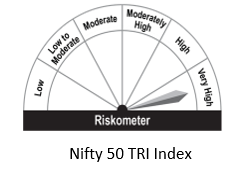 Low
Low to
Moderate
Moderate
Moderately
High
High
Very High
Riskometer
Nifty 50 TRI Index